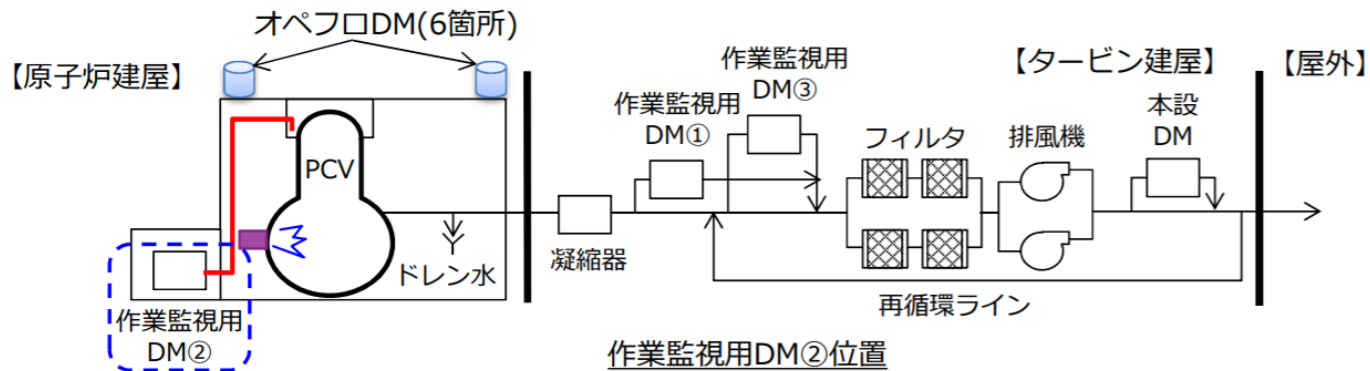 オペフロDM(6箇所)
【原子炉建屋】
【タービン建屋】
【屋外】
作業監視用
DM③
作業監視用
DM①
本設
DM
フィルタ
排風機
PCV
ドレン水
凝縮器
再循環ライン
作業監視用
DM②
作業監視用DM②位置